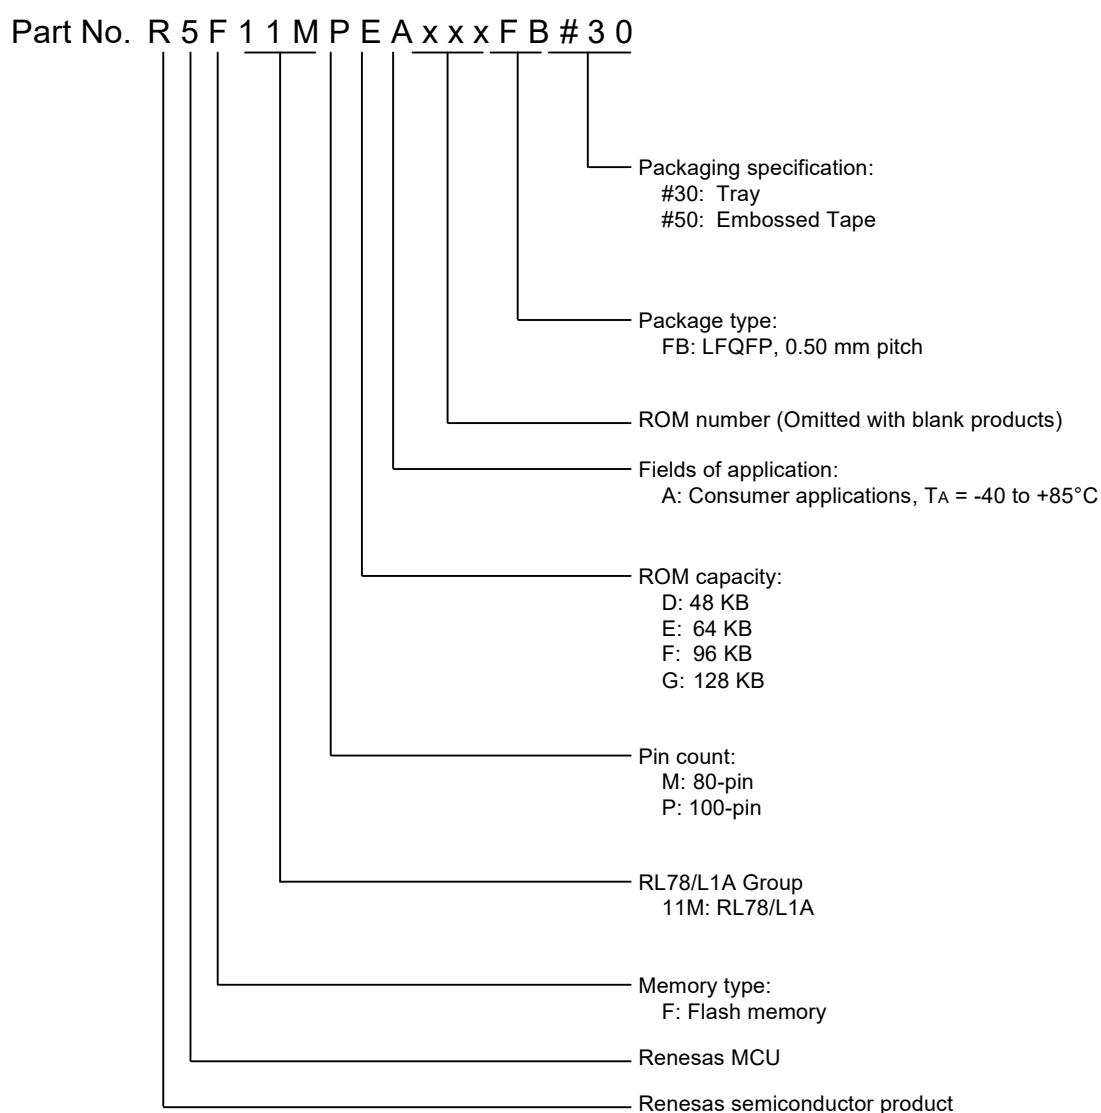 Part No. R 5 F 1 1 M P E A x x x F B # 3 0
Packaging specification:
#30: Tray
#50: Embossed Tape
Package type:
FB: LFQFP, 0.50 mm pitch
ROM number (Omitted with blank products)
Fields of application:
A: Consumer applications, TA = -40 to +85°C
ROM capacity:
D: 48 KB
E: 64 KB
F: 96 KB
G: 128 KB
Pin count:
M: 80-pin
P: 100-pin
RL78/L1A Group
11M: RL78/L1A
Memory type:
F: Flash memory
Renesas MCU
Renesas semiconductor product